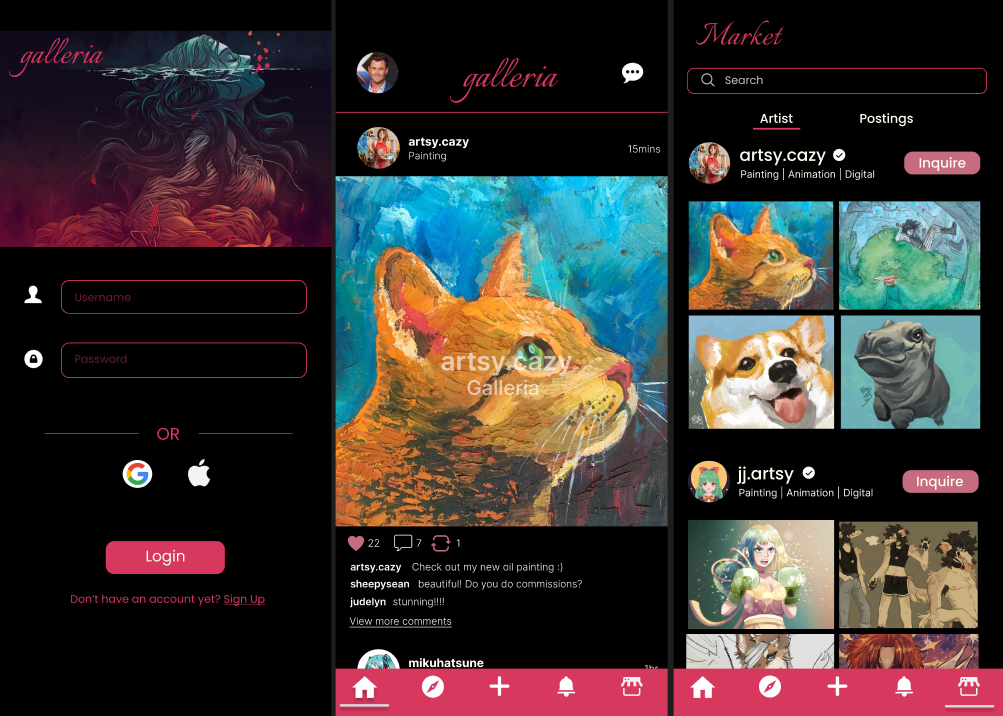 galleria
Username
Password
OR
Login
Don't have an account yet? Sign Up
galleria
artsy.cazy
Painting
15mins
artsy.cazy
Galleria
22
7
1
artsy.cazy Check out my new oil painting :)
sheepysean beautiful! Do you do commissions?
judelyn stunning!!!!
View more comments
mikuhatsune
1hr
Market
Search
Artist
Postings
artsy.cazy
Painting | Animation | Digital
Inquire
jj.artsy
Painting | Animation | Digital
Inquire